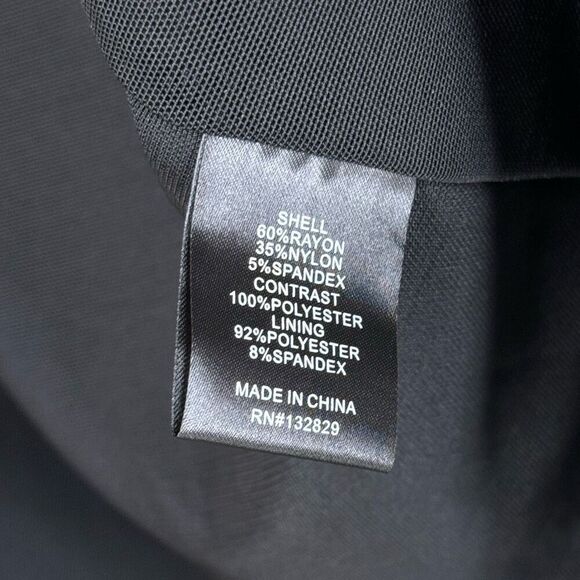 SHELL
60%RAYON
35%NYLON
5%SPANDEX
CONTRAST
100%POLYESTER
LINING
92%POLYESTER
8%SPANDEX
MADE IN CHINA
RN#132829